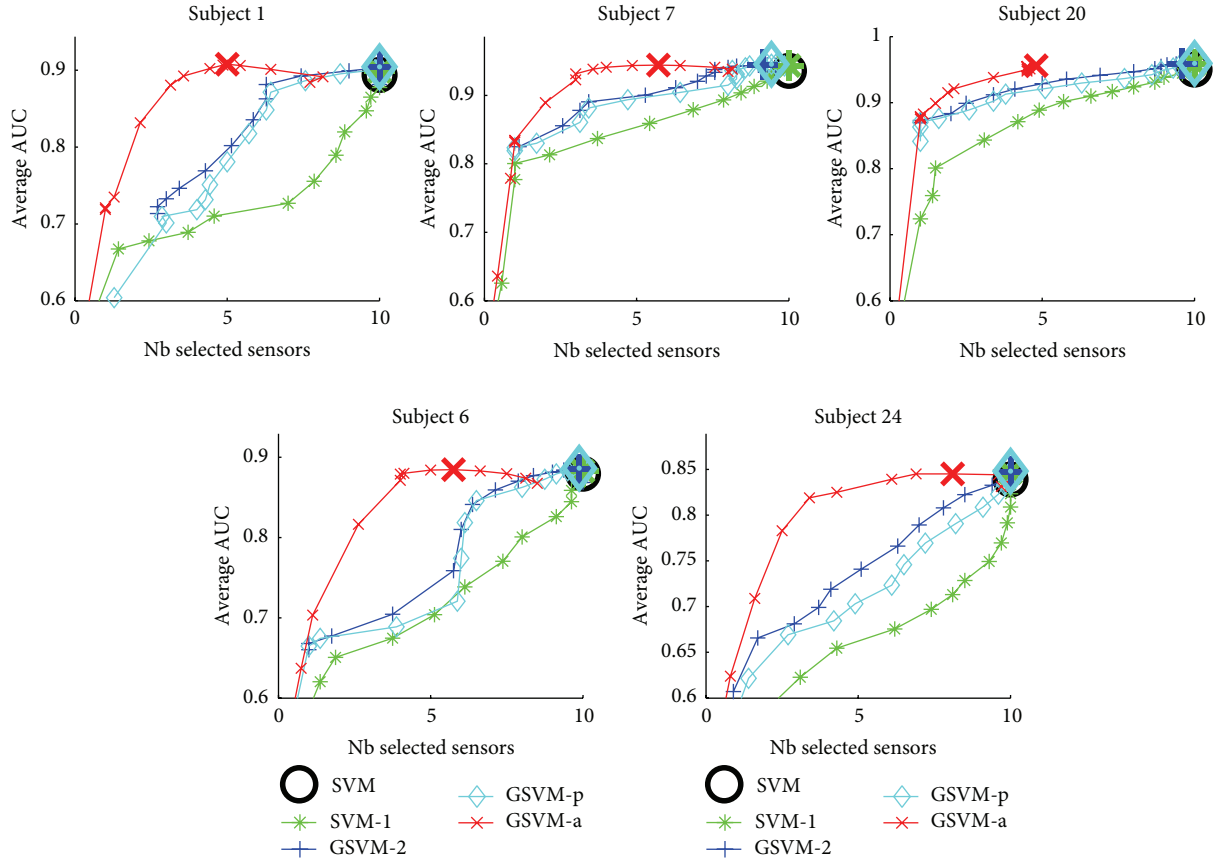 Subject 1
Average AUC
0.9
0.8
0.7
0.6
0
5
10
Nb selected sensors
Subject 7
Average AUC
0.9
0.8
0.7
0.6
0
5
10
Nb selected sensors
Subject 20
Average AUC
1
0.9
0.8
0.7
0.6
0
5
10
Nb selected sensors
Subject 6
Average AUC
0.9
0.8
0.7
0.6
0
5
10
Nb selected sensors
Subject 24
Average AUC
0.85
0.8
0.75
0.7
0.65
0.6
0
5
10
Nb selected sensors
SVM
SVM-1
GSVM-2
GSVM-p
GSVM-a
SVM
SVM-1
GSVM-2
GSVM-p
GSVM-a